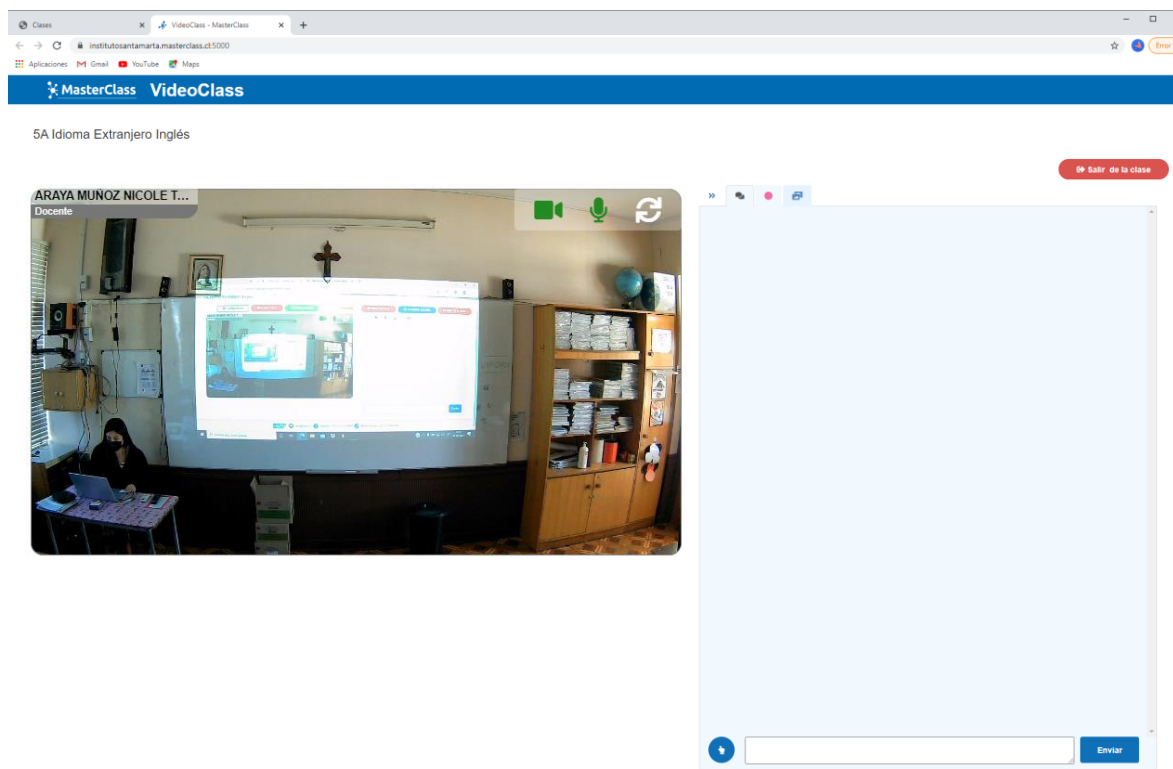 Clases
VideoClass - MasterClass
institutosantamarta.masterclass.cl:5000
Error
Aplicaciones
Gmail
YouTube
Maps
MasterClass VideoClass
5A Idioma Extranjero Inglés
Salir de la clase
ARAYA MUÑOZ NICOLE T...
Docente
Enviar